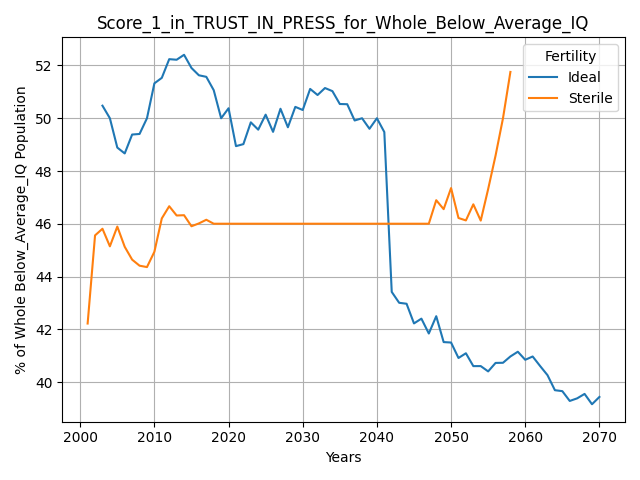 Score_1_in_TRUST_IN_PRESS_for_Whole_Below_Average_IQ
Fertility
Ideal
Sterile
% of Whole Below_Average_IQ Population
52
50
48
46
44
42
40
2000
2010
2020
2030
2040
2050
2060
2070
Years